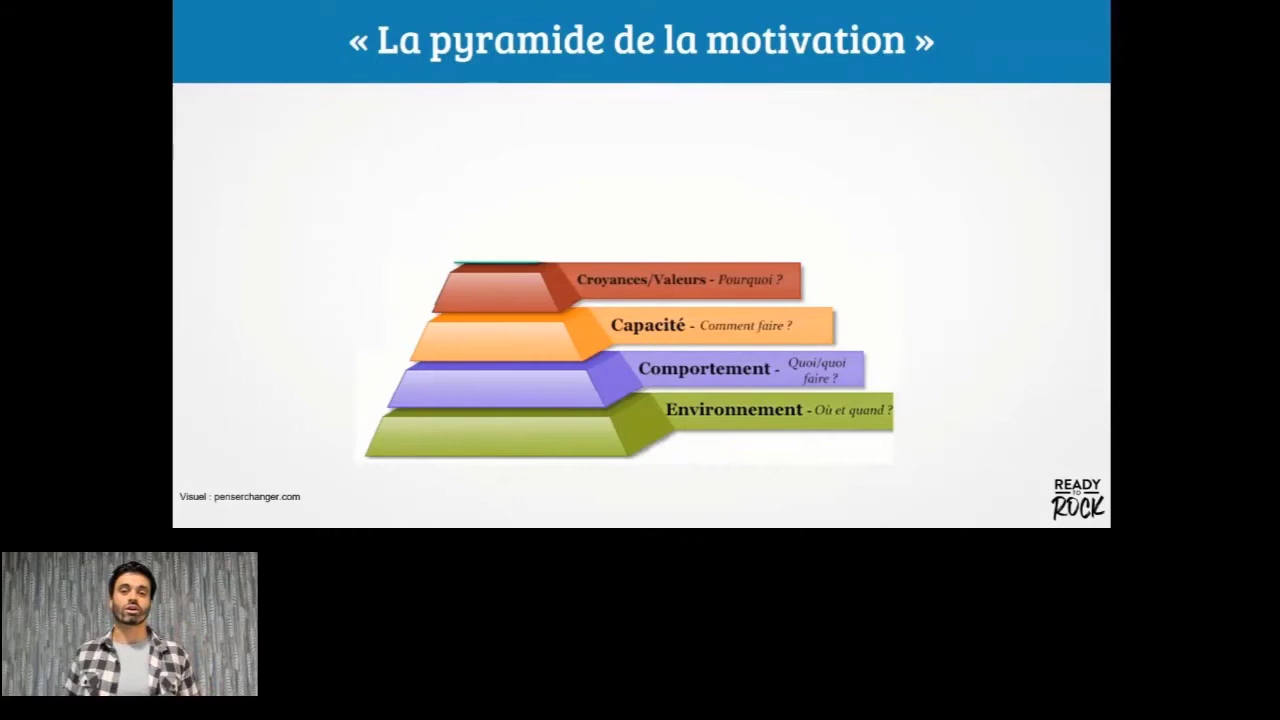 « La pyramide de la motivation »
Croyances/Valeurs - Pourquoi ?
Capacité - Comment faire ?
Comportement - Quoi/quoi
faire ?
Environnement - Où et quand ?
Visuel : penserchanger.com
READY
TO
ROCK